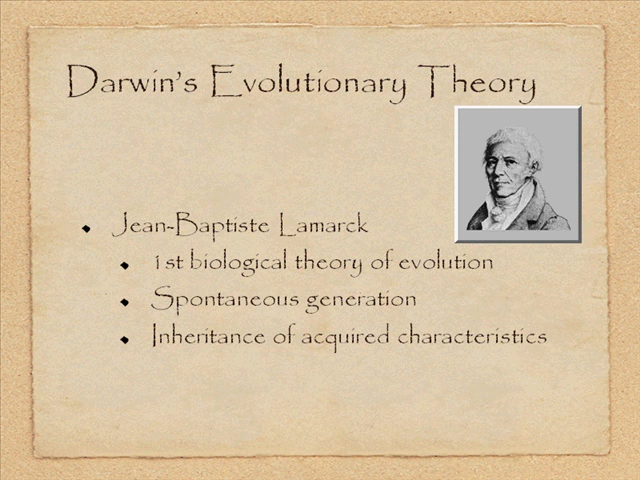 Darwin's Evolutionary Theory
Jean-Baptiste Lamarck
1st biological theory of evolution
Spontaneous generation
Inheritance of acquired characteristics